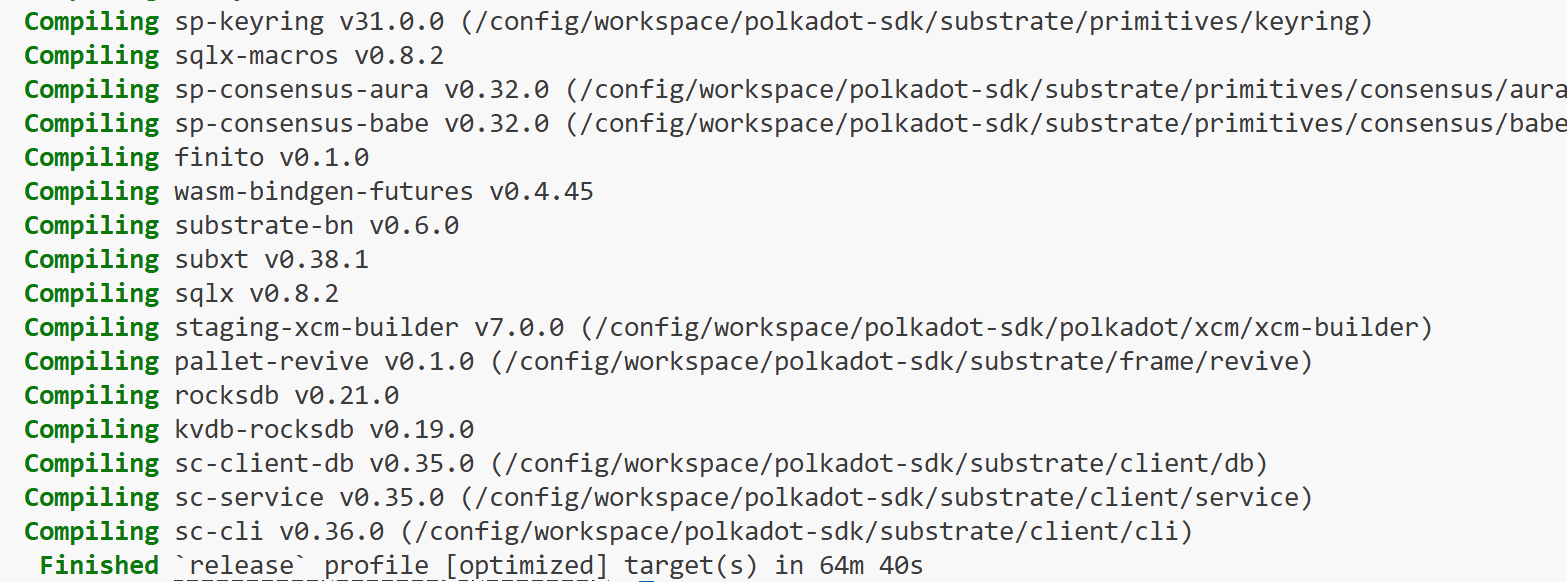 Compiling sp-keyring v31.0.0 (/config/workspace/polkadot-sdk/substrate/primitives/keyring)
Compiling sqlx-macros v0.8.2
Compiling sp-consensus-aura v0.32.0 (/config/workspace/polkadot-sdk/substrate/primitives/consensus/aura
Compiling sp-consensus-babe v0.32.0 (/config/workspace/polkadot-sdk/substrate/primitives/consensus/babe
Compiling finito v0.1.0
Compiling wasm-bindgen-futures v0.4.45
Compiling substrate-bn v0.6.0
Compiling subxt v0.38.1
Compiling sqlx v0.8.2
Compiling staging-xcm-builder v7.0.0 (/config/workspace/polkadot-sdk/polkadot/xcm/xcm-builder)
Compiling pallet-revive v0.1.0 (/config/workspace/polkadot-sdk/substrate/frame/revive)
Compiling rocksdb v0.21.0
Compiling kvdb-rocksdb v0.19.0
Compiling sc-client-db v0.35.0 (/config/workspace/polkadot-sdk/substrate/client/db)
Compiling sc-service v0.35.0 (/config/workspace/polkadot-sdk/substrate/client/service)
Compiling sc-cli v0.36.0 (/config/workspace/polkadot-sdk/substrate/client/cli)
Finished `release` profile [optimized] target(s) in 64m 40s